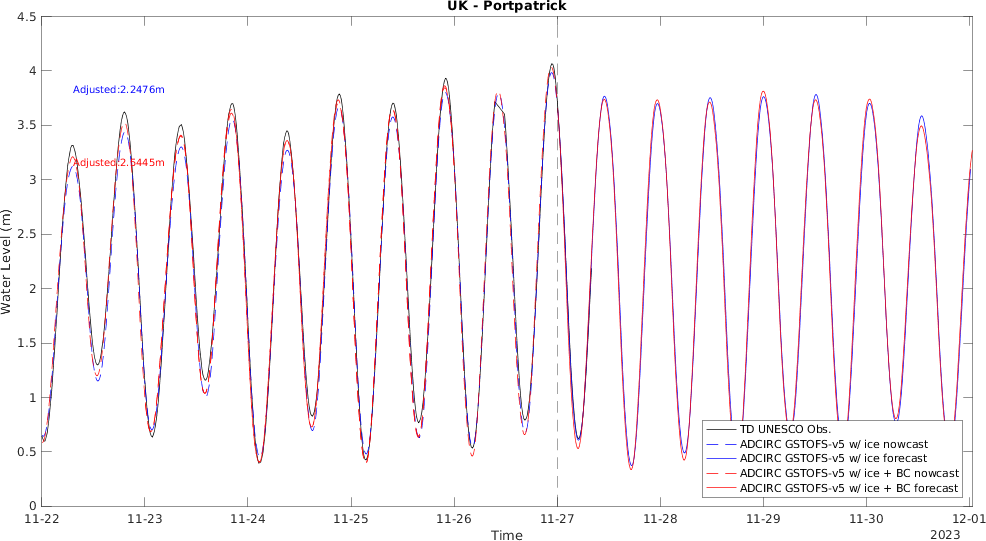 UK - Portpatrick
4.5
4
3.5
3
2.5
2
1.5
1
0.5
0
Water Level (m)
Adjusted:2.2476m
Adjusted:2.5445m
TD UNESCO Obs.
ADCIRC GSTOFS-v5 w/ ice nowcast
ADCIRC GSTOFS-v5 w/ ice forecast
ADCIRC GSTOFS-v5 w/ ice + BC nowcast
ADCIRC GSTOFS-v5 w/ ice + BC forecast
11-22 11-23 11-24 11-25 11-26 11-27 11-28 11-29 11-30 12-01
Time
2023